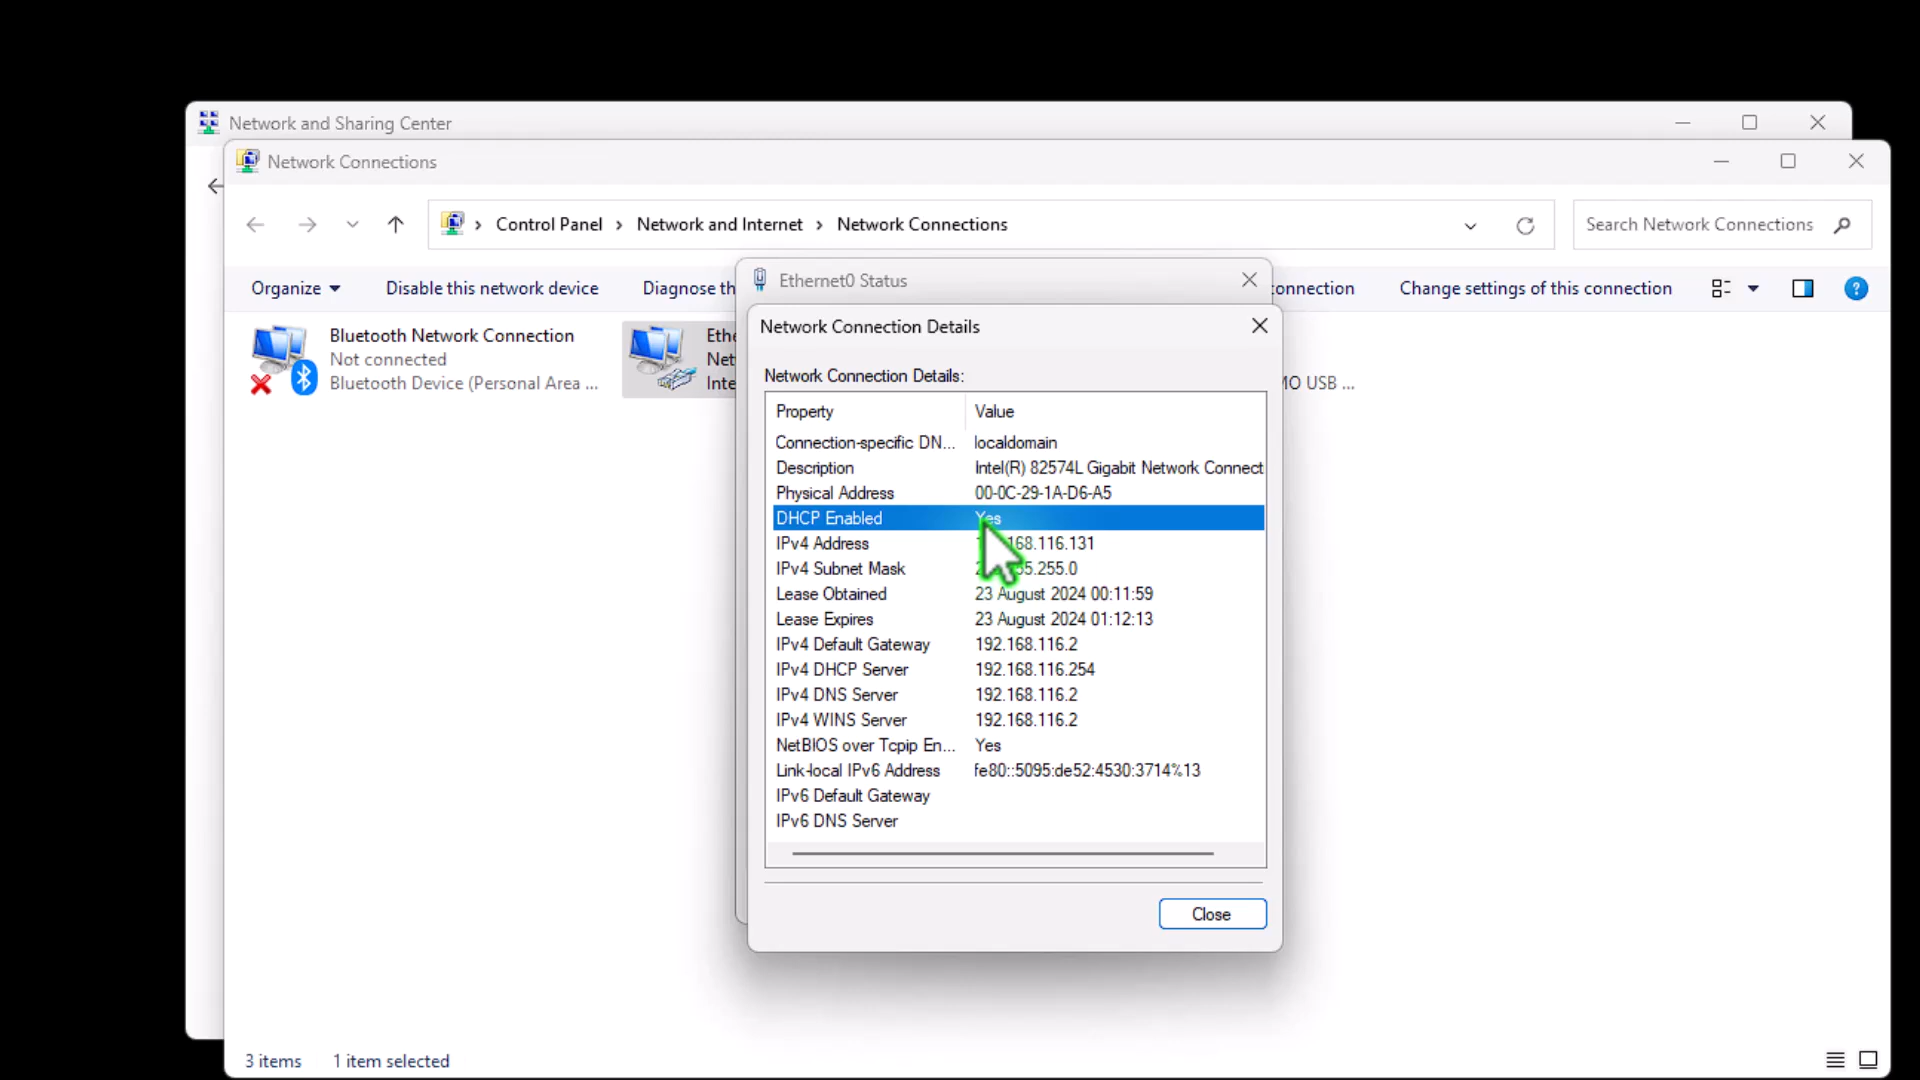 Network and Sharing Center
Network Connections
Control Panel > Network and Internet > Network Connections
Search Network Connections
Organize
Disable this network device
Diagnose th
onnection
Change settings of this connection
Ethernet0 Status
Bluetooth Network Connection
Not connected
Bluetooth Device (Personal Area ...
Ethe
Net
Inte
MO USB ...
Network Connection Details
Network Connection Details:
Property Value
Connection-specific DN... localdomain
Description Intel(R) 82574L Gigabit Network Connect
Physical Address 00-0C-29-1A-D6-A5
DHCP Enabled Yes
IPv4 Address 168.116.131
IPv4 Subnet Mask 255.0
Lease Obtained 23 August 2024 00:11:59
Lease Expires 23 August 2024 01:12:13
IPv4 Default Gateway 192.168.116.2
IPv4 DHCP Server 192.168.116.254
IPv4 DNS Server 192.168.116.2
IPv4 WINS Server 192.168.116.2
NetBIOS over Tcpip En... Yes
Link-local IPv6 Address fe80::5095:de52:4530:3714%13
IPv6 Default Gateway
IPv6 DNS Server
Close
3 items 1 item selected